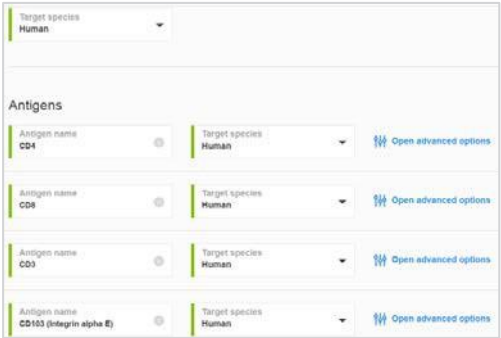 Target species
Human
Antigens
Antigen name
Target species
CD4
Human
Open advanced options
Antigen name
Target species
CD8
Human
Open advanced options
Antigen name
Target species
CD3
Human
Open advanced options
Antigen name
Target species
CD103 (Integrin alpha E)
Human
Open advanced options